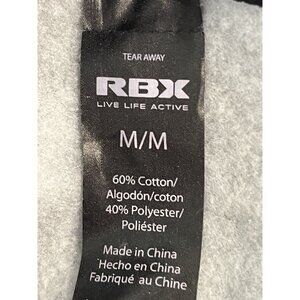 TEAR AWAY
RBX
LIVE LIFE ACTIVE
M/M
60% Cotton/
Algodón/coton
40% Polyester/
Poliéster
Made in China
Hecho en China
Fabriqué au Chine